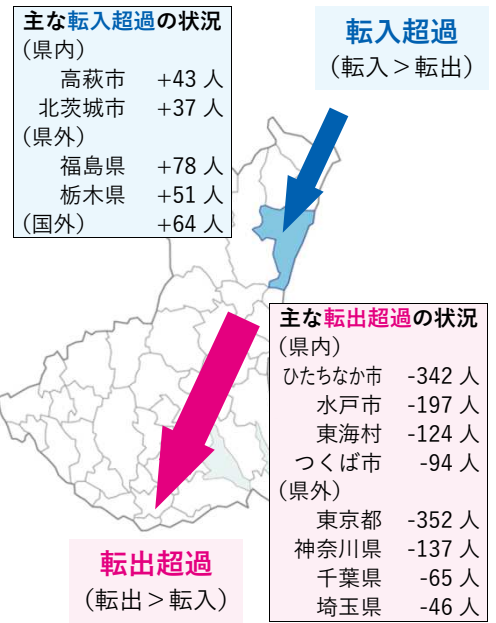 主な転入超過の状況
(県内)
高萩市 +43 人
北茨城市 +37 人
(県外)
福島県 +78 人
栃木県 +51 人
(国外) +64 人
転入超過
(転入＞転出)
主な転出超過の状況
(県内)
ひたちなか市 -342 人
水戸市 -197 人
東海村 -124 人
つくば市 -94 人
(県外)
東京都 -352 人
神奈川県 -137 人
千葉県 -65 人
埼玉県 -46 人
転出超過
(転出＞転入)